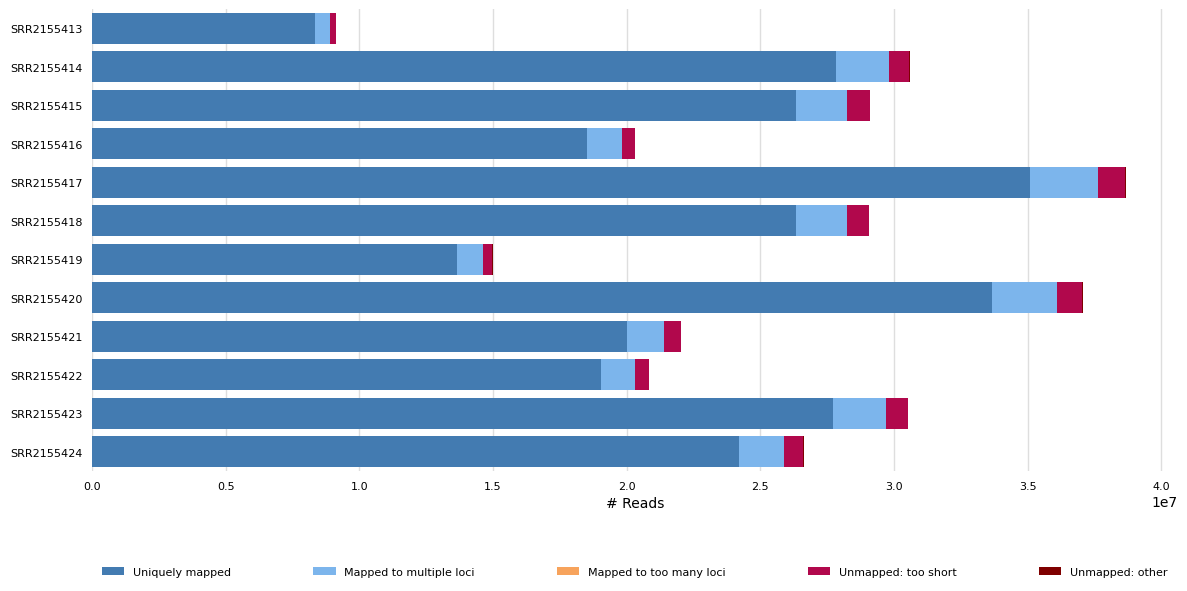 SRR2155413
SRR2155414
SRR2155415
SRR2155416
SRR2155417
SRR2155418
SRR2155419
SRR2155420
SRR2155421
SRR2155422
SRR2155423
SRR2155424
0.0 0.5 1.0 1.5 2.0 2.5 3.0 3.5 4.0
# Reads 1e7
Uniquely mapped Mapped to multiple loci Mapped to too many loci Unmapped: too short Unmapped: other